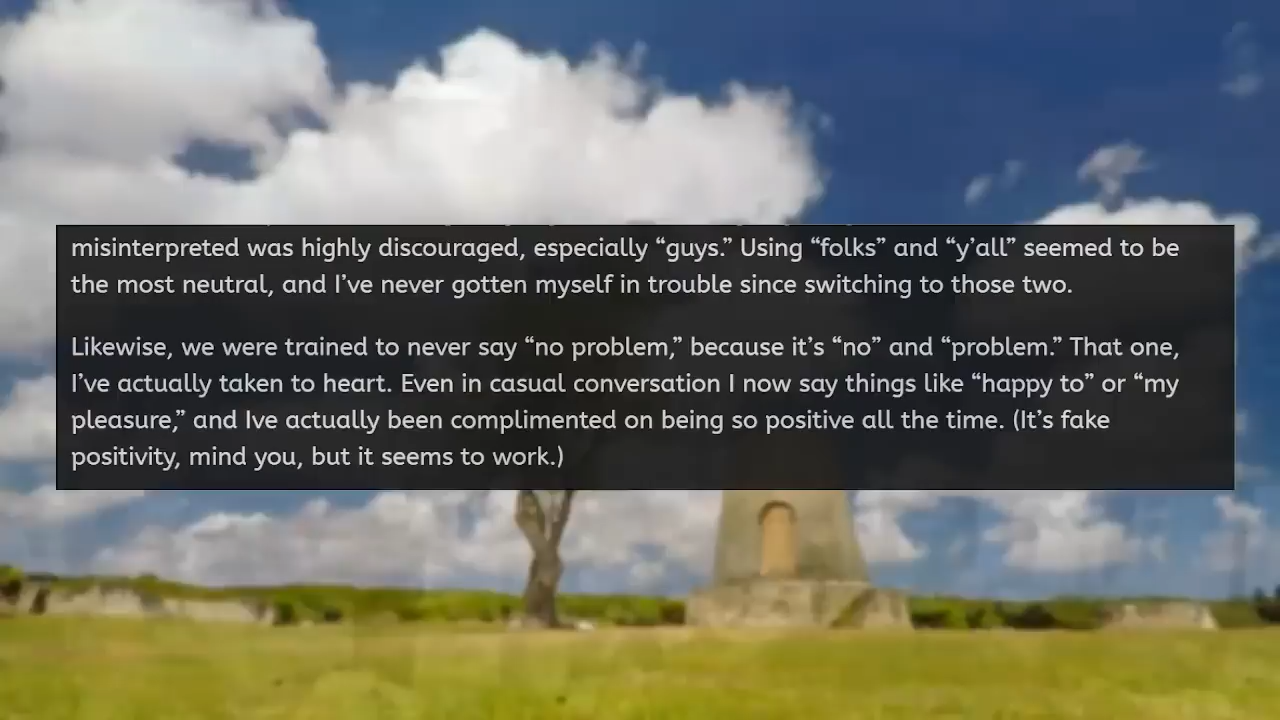 misinterpreted was highly discouraged, especially “guys.” Using “folks” and “y’all” seemed to be
the most neutral, and I’ve never gotten myself in trouble since switching to those two.
Likewise, we were trained to never say “no problem,” because it’s “no” and “problem.” That one,
I’ve actually taken to heart. Even in casual conversation I now say things like “happy to” or “my
pleasure,” and Ive actually been complimented on being so positive all the time. (It’s fake
positivity, mind you, but it seems to work.)